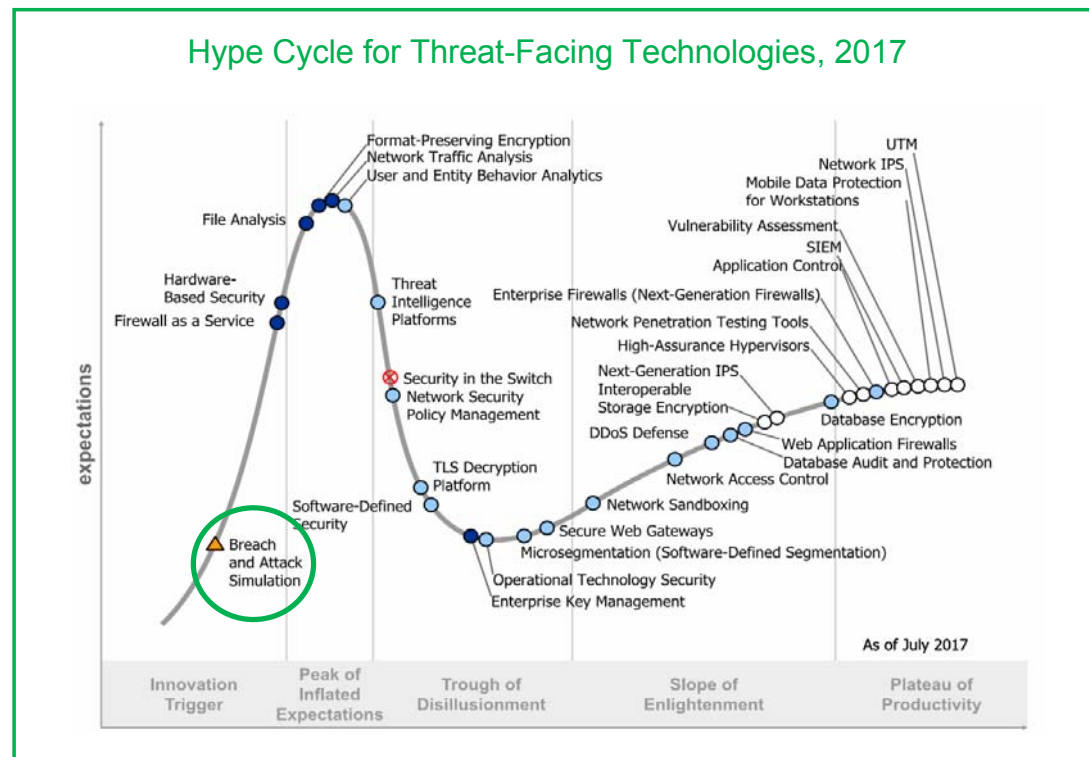 Hype Cycle for Threat-Facing Technologies, 2017
Format-Preserving Encryption
Network Traffic Analysis
User and Entity Behavior Analytics
File Analysis
Hardware-
Based Security
Firewall as a Service
Threat
Intelligence
Platforms
Security in the Switch
Network Security
Policy Management
TLS Decryption
Platform
Software-Defined
Security
Breach
and Attack
Simulation
UTM
Network IPS
Mobile Data Protection
for Workstations
Vulnerability Assessment
SIEM
Application Control
Enterprise Firewalls (Next-Generation Firewalls)
Network Penetration Testing Tools
High-Assurance Hypervisors
Next-Generation IPS
Interoperable
Storage Encryption
Database Encryption
DDoS Defense
Web Application Firewalls
Database Audit and Protection
Network Access Control
Network Sandboxing
Secure Web Gateways
Microsegmentation (Software-Defined Segmentation)
Operational Technology Security
Enterprise Key Management
As of July 2017
expectations
Innovation
Trigger
Peak of
Inflated
Expectations
Trough of
Disillusionment
Slope of
Enlightenment
Plateau of
Productivity